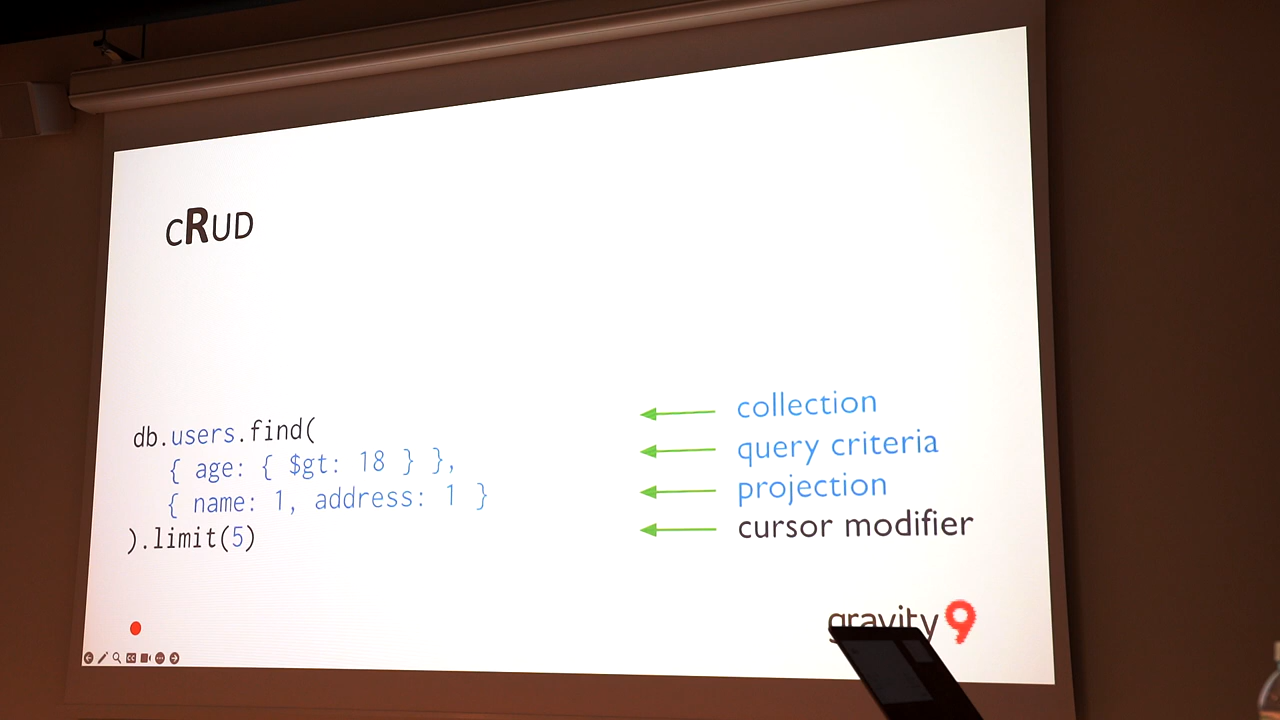 cRUD
db.users.find(
{ age: { $gt: 18 } },
{ name: 1, address: 1 }
).limit(5)
collection
query criteria
projection
cursor modifier
gravity9